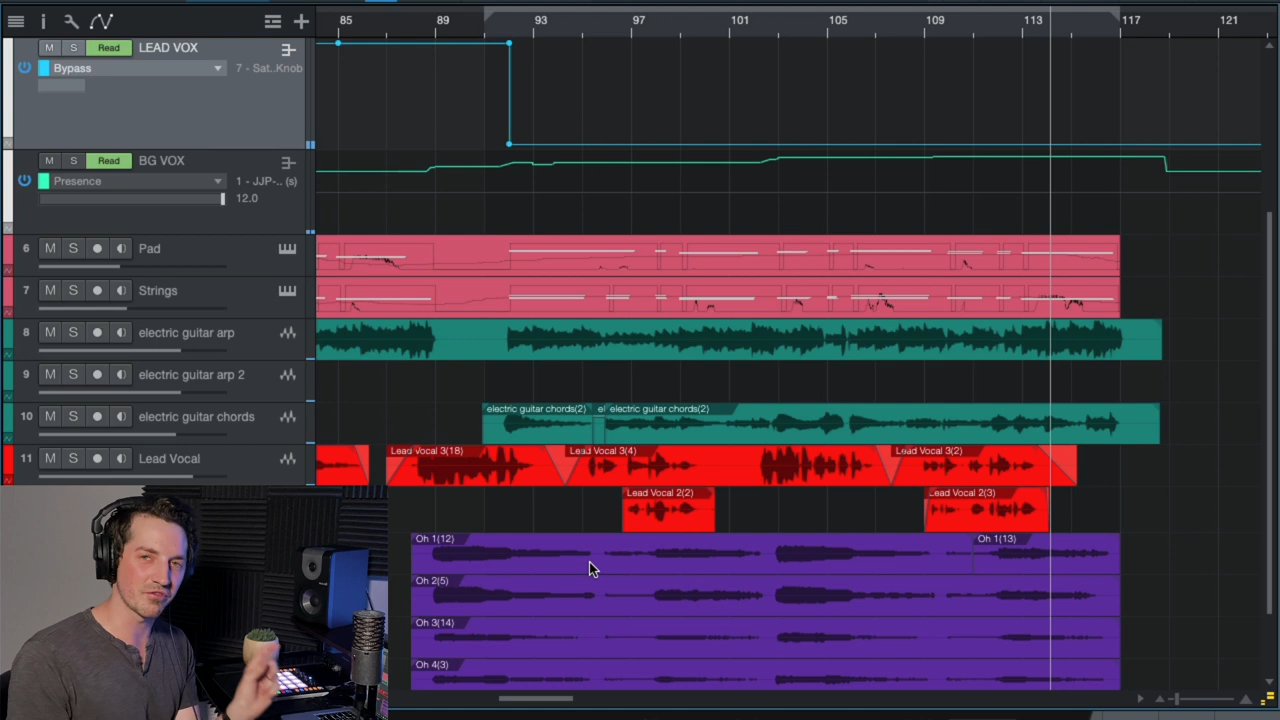 85 89 93 97 101 105 109 113 117 121
M S Read LEAD VOX
Bypass 7 - Sat..Knob
M S Read BG VOX
Presence 1 - JJP-.. (s)
12.0
6 M S Pad
7 M S Strings
8 M S electric guitar arp
9 M S electric guitar arp 2
10 M S electric guitar chords
electric guitar chords(2) el electric guitar chords(2)
11 M S Lead Vocal
Lead Vocal 3(18) Lead Vocal 3(4) Lead Vocal 3(2)
Lead Vocal 2(2) Lead Vocal 2(3)
Oh 1(12) Oh 1(13)
Oh 2(5)
Oh 3(14)
Oh 4(3)